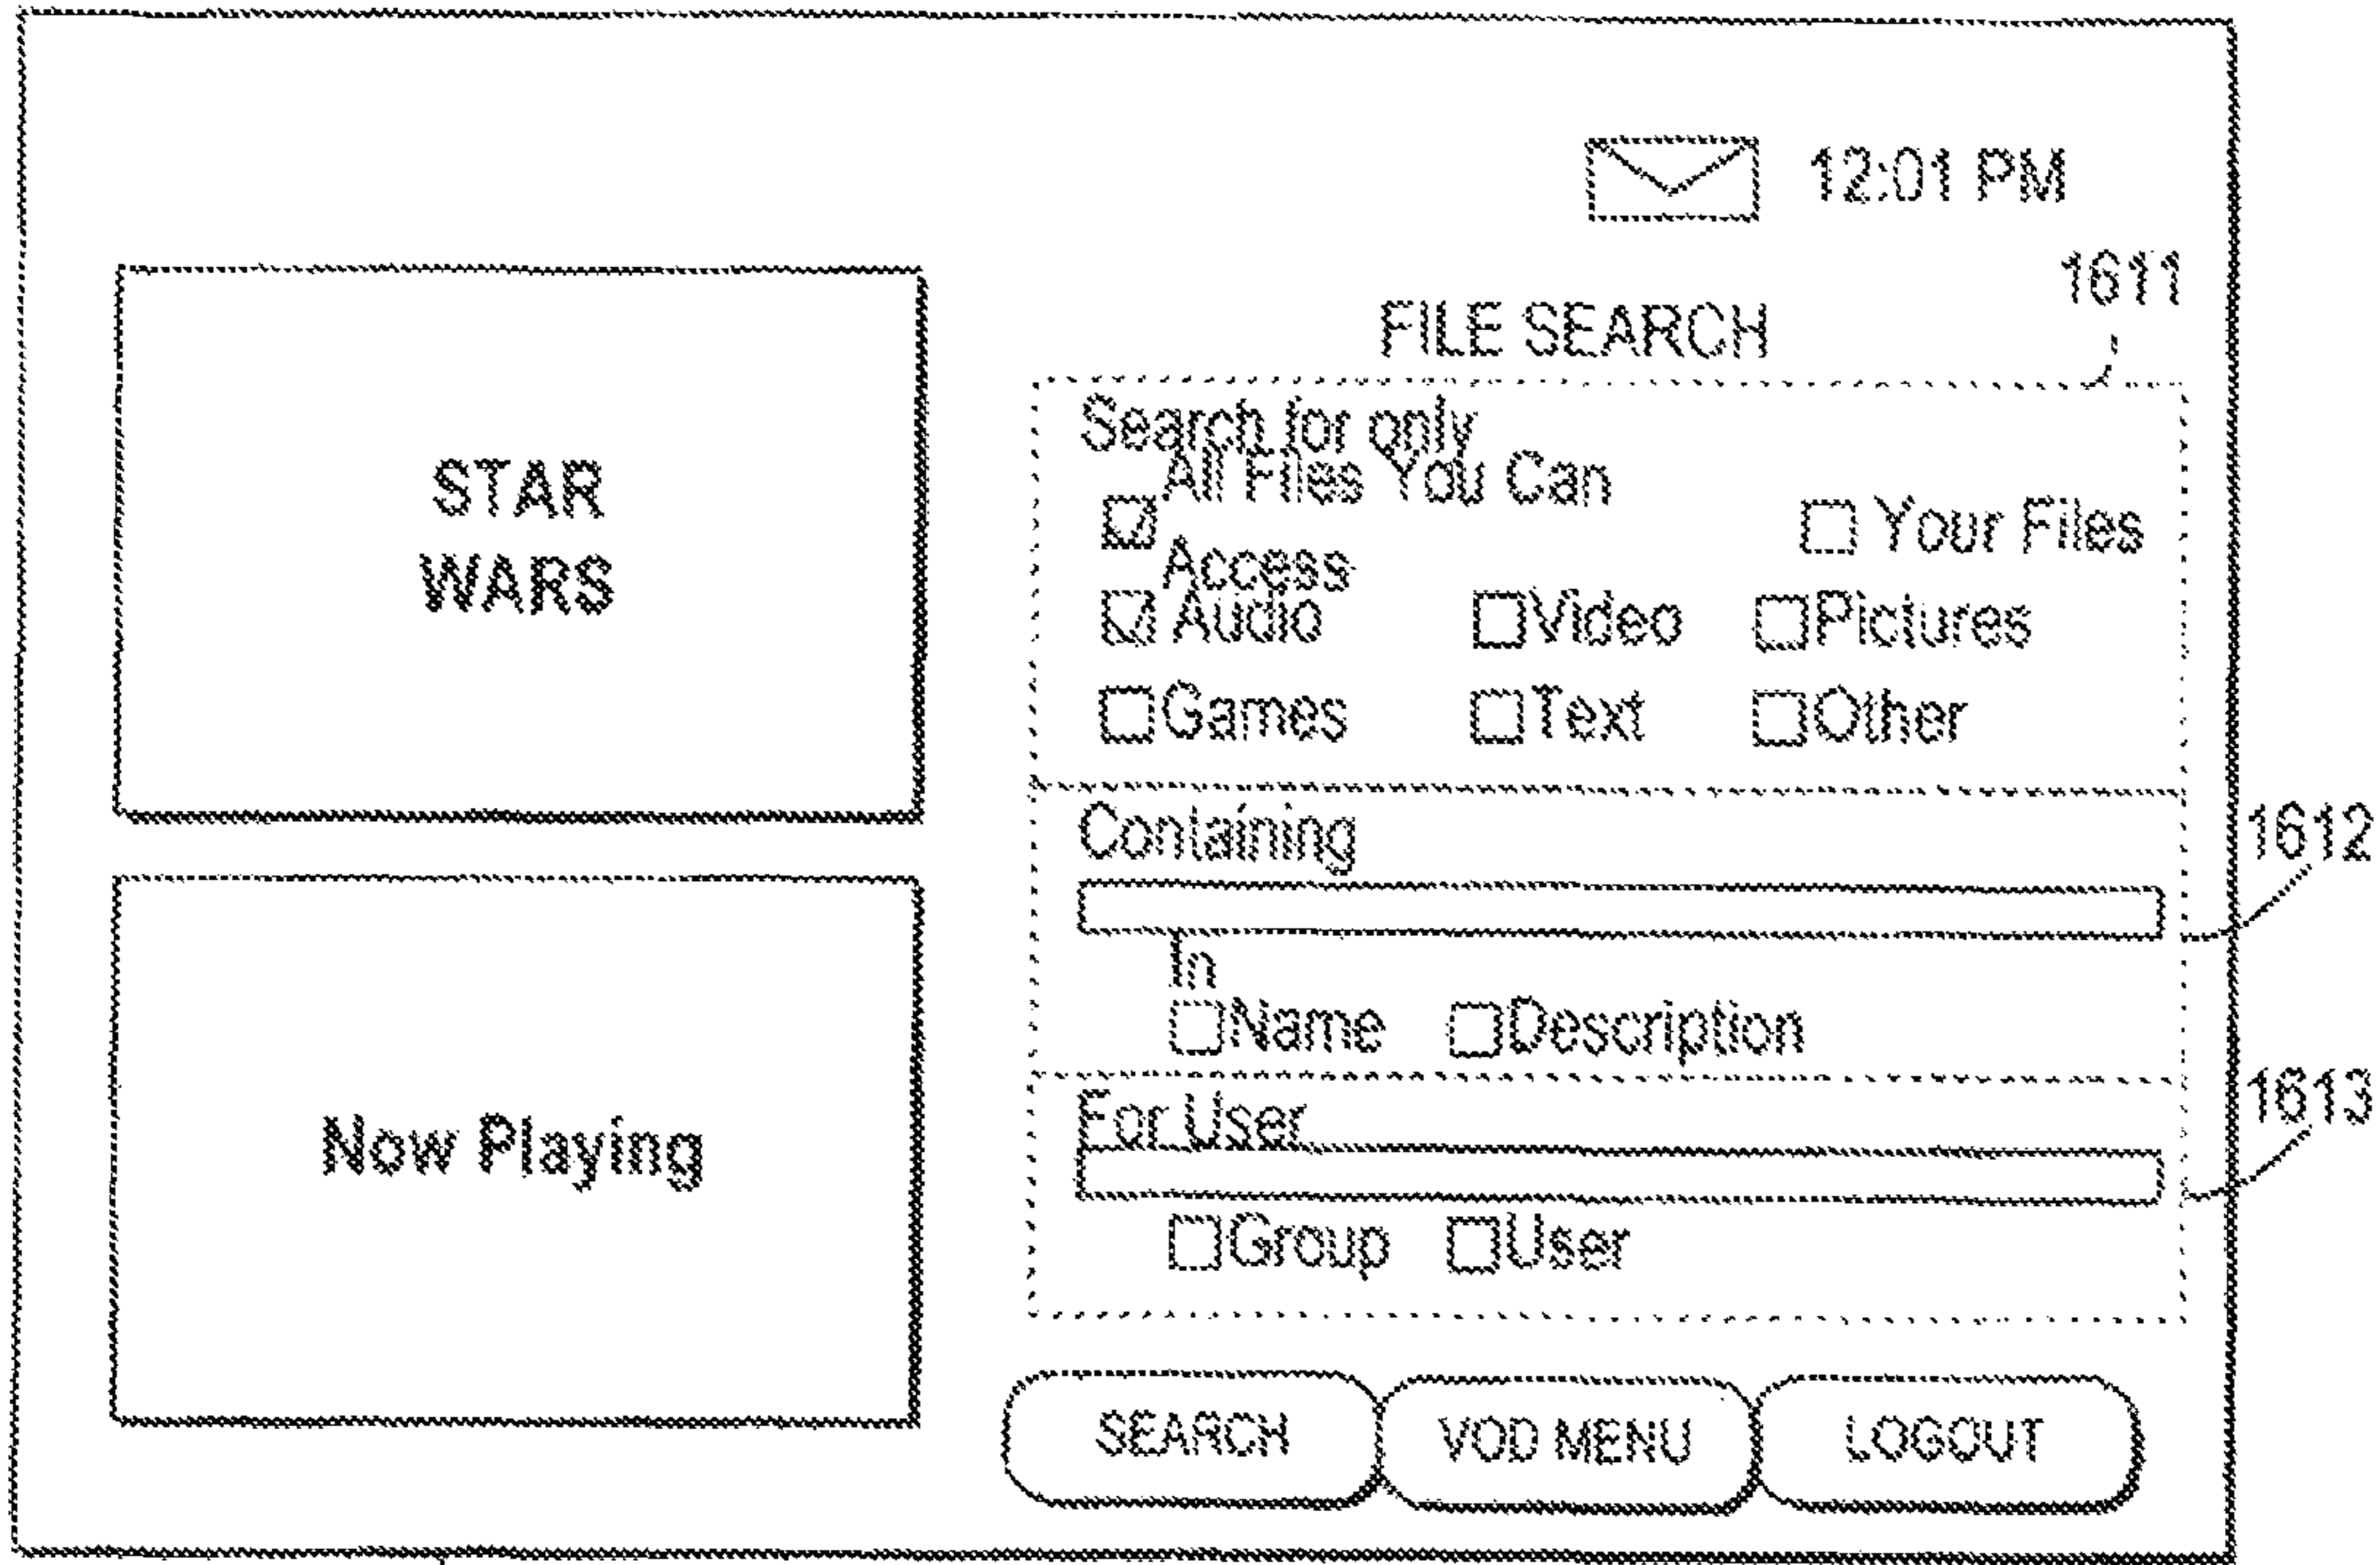 12:01 PM
1611
FILE SEARCH
STAR
WARS
Search for only
All Files You Can
Access
Your Files
Audio Video Pictures
Games Text Other
Containing
1612
In
Name Description
Now Playing
For User
1613
Group User
SEARCH VOD MENU LOGOUT